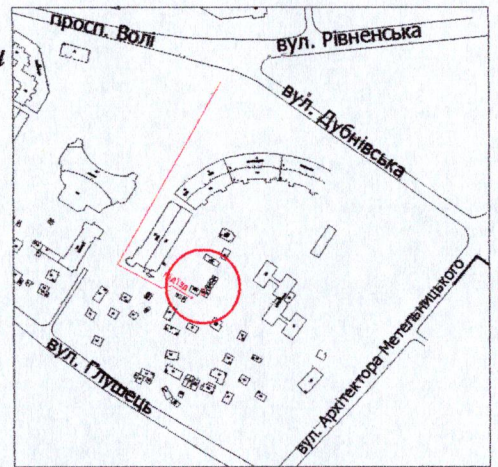 просп. Волі
вул. Рівненська
вул. Дубнівська
вул. Архітектора Метельницького
вул. Глушець